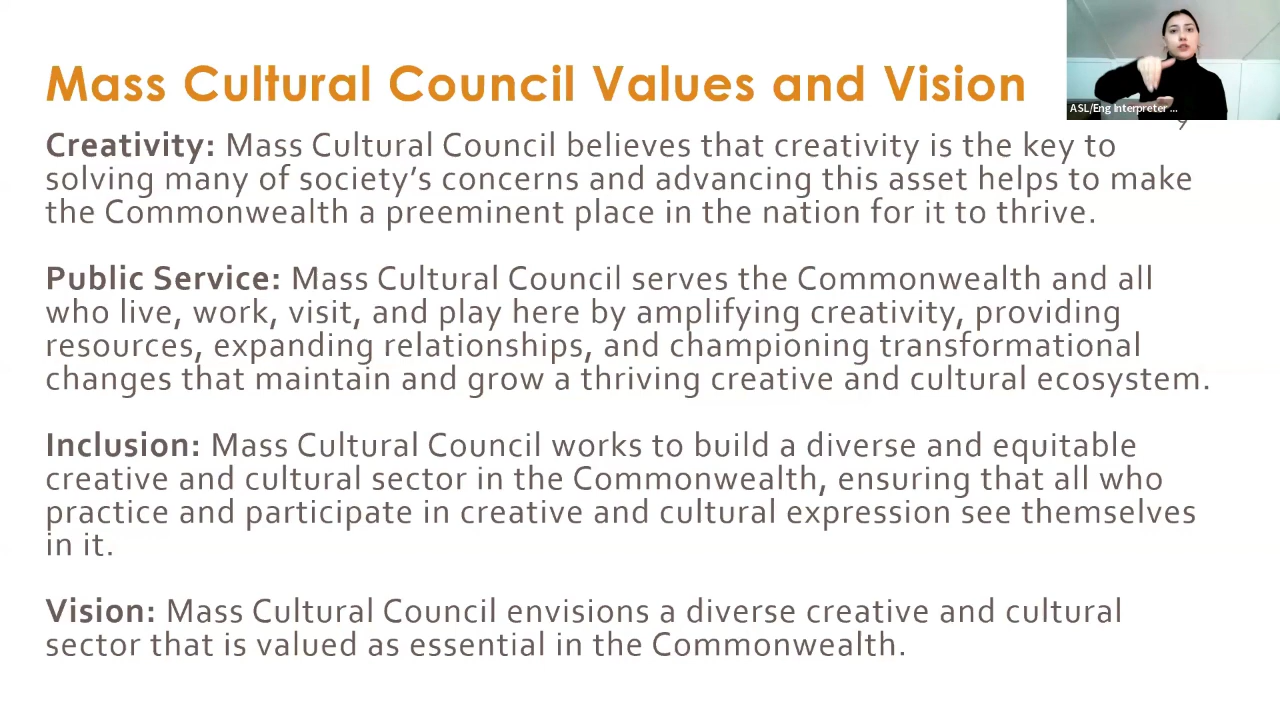 Mass Cultural Council Values and Vision
ASL/Eng Interpreter ...
9
Creativity: Mass Cultural Council believes that creativity is the key to
solving many of society’s concerns and advancing this asset helps to make
the Commonwealth a preeminent place in the nation for it to thrive.
Public Service: Mass Cultural Council serves the Commonwealth and all
who live, work, visit, and play here by amplifying creativity, providing
resources, expanding relationships, and championing transformational
changes that maintain and grow a thriving creative and cultural ecosystem.
Inclusion: Mass Cultural Council works to build a diverse and equitable
creative and cultural sector in the Commonwealth, ensuring that all who
practice and participate in creative and cultural expression see themselves
in it.
Vision: Mass Cultural Council envisions a diverse creative and cultural
sector that is valued as essential in the Commonwealth.